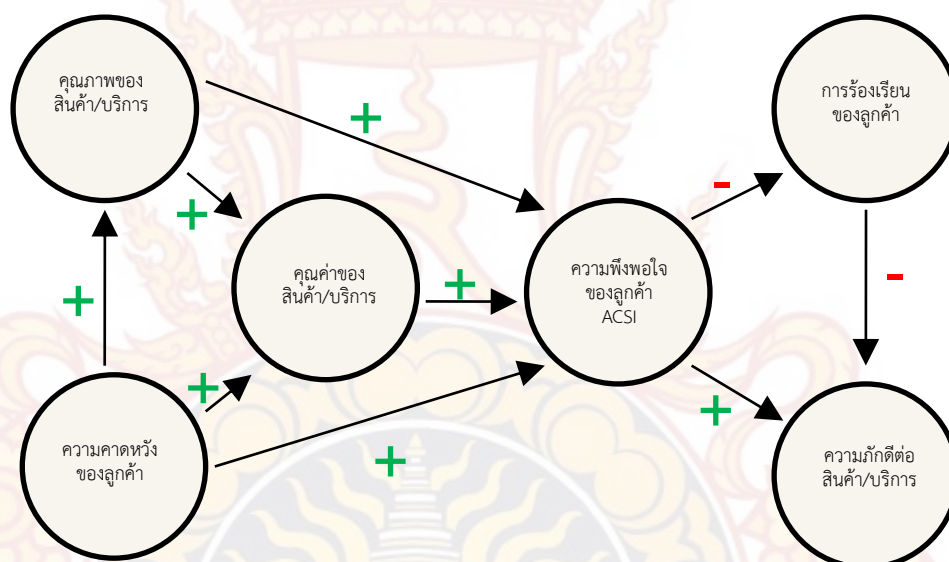 คุณภาพของ
สินค้า/บริการ
การร้องเรียน
ของลูกค้า
+
-
+
คุณค่าของ
สินค้า/บริการ
ความพึงพอใจ
ของลูกค้า
ACSI
+
+
-
+
+
+
ความคาดหวัง
ของลูกค้า
ความภักดีต่อ
สินค้า/บริการ